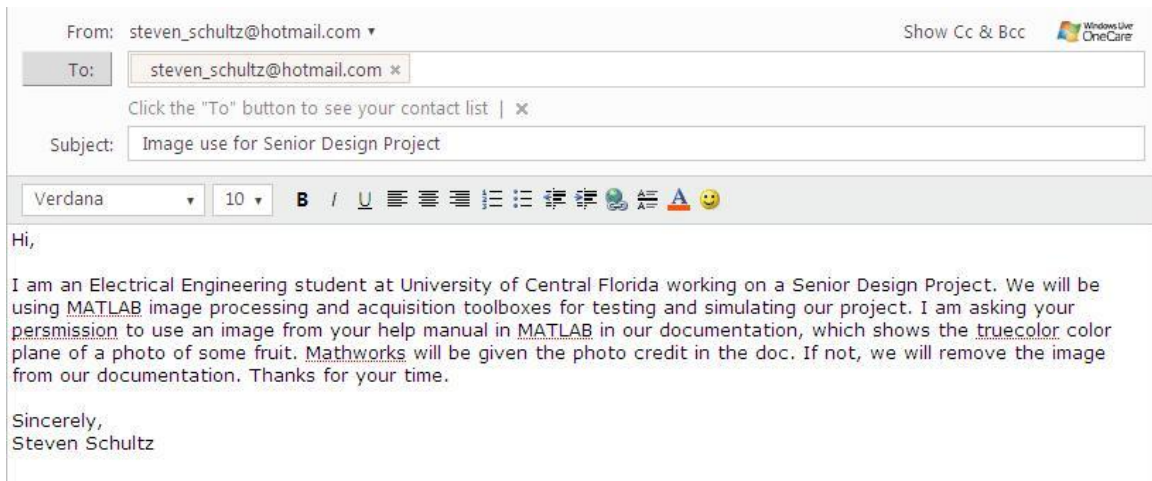 From: steven_schultz@hotmail.com Show Cc & Bcc Windows Live OneCare
To: steven_schultz@hotmail.com
Click the "To" button to see your contact list |
Subject: Image use for Senior Design Project
Verdana 10 B I U A
Hi,
I am an Electrical Engineering student at University of Central Florida working on a Senior Design Project. We will be
using MATLAB image processing and acquisition toolboxes for testing and simulating our project. I am asking your
persmission to use an image from your help manual in MATLAB in our documentation, which shows the truecolor color
plane of a photo of some fruit. Mathworks will be given the photo credit in the doc. If not, we will remove the image
from our documentation. Thanks for your time.
Sincerely,
Steven Schultz